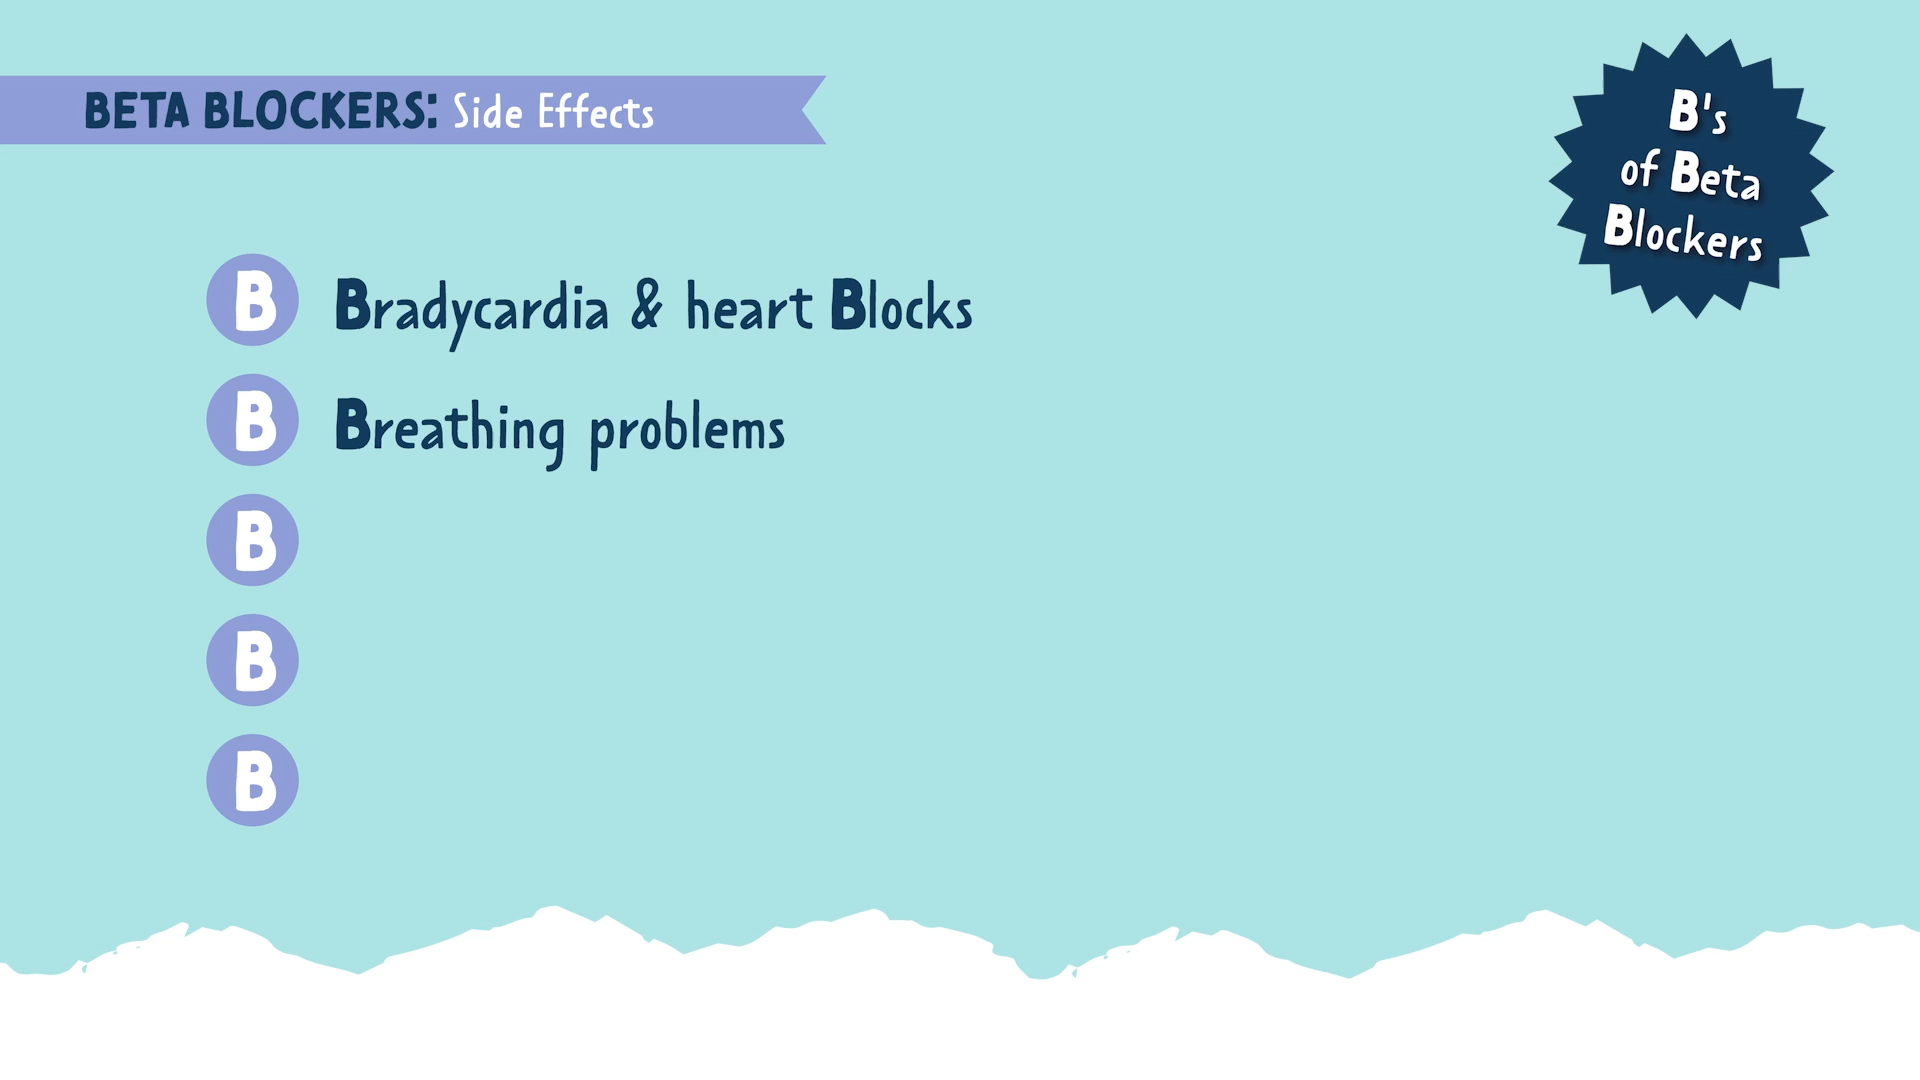 BETA BLOCKERS: Side Effects
B's
of Beta
Blockers
B Bradycardia & heart Blocks
B Breathing problems
B
B
B